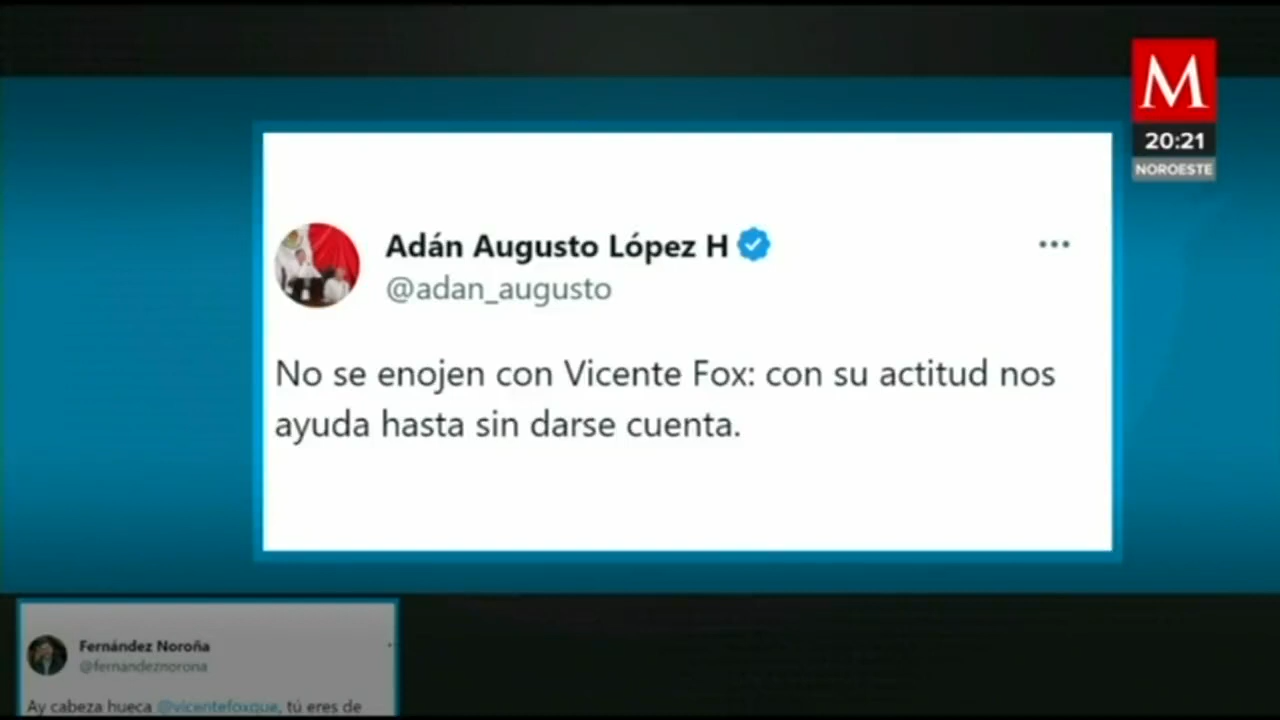 M
20:21
NOROESTE
Adán Augusto López H
@adan_augusto
No se enojen con Vicente Fox: con su actitud nos
ayuda hasta sin darse cuenta.
Fernández Noroña
@fernandeznorona
Ay cabeza hueca @vicentefoxque, tú eres de